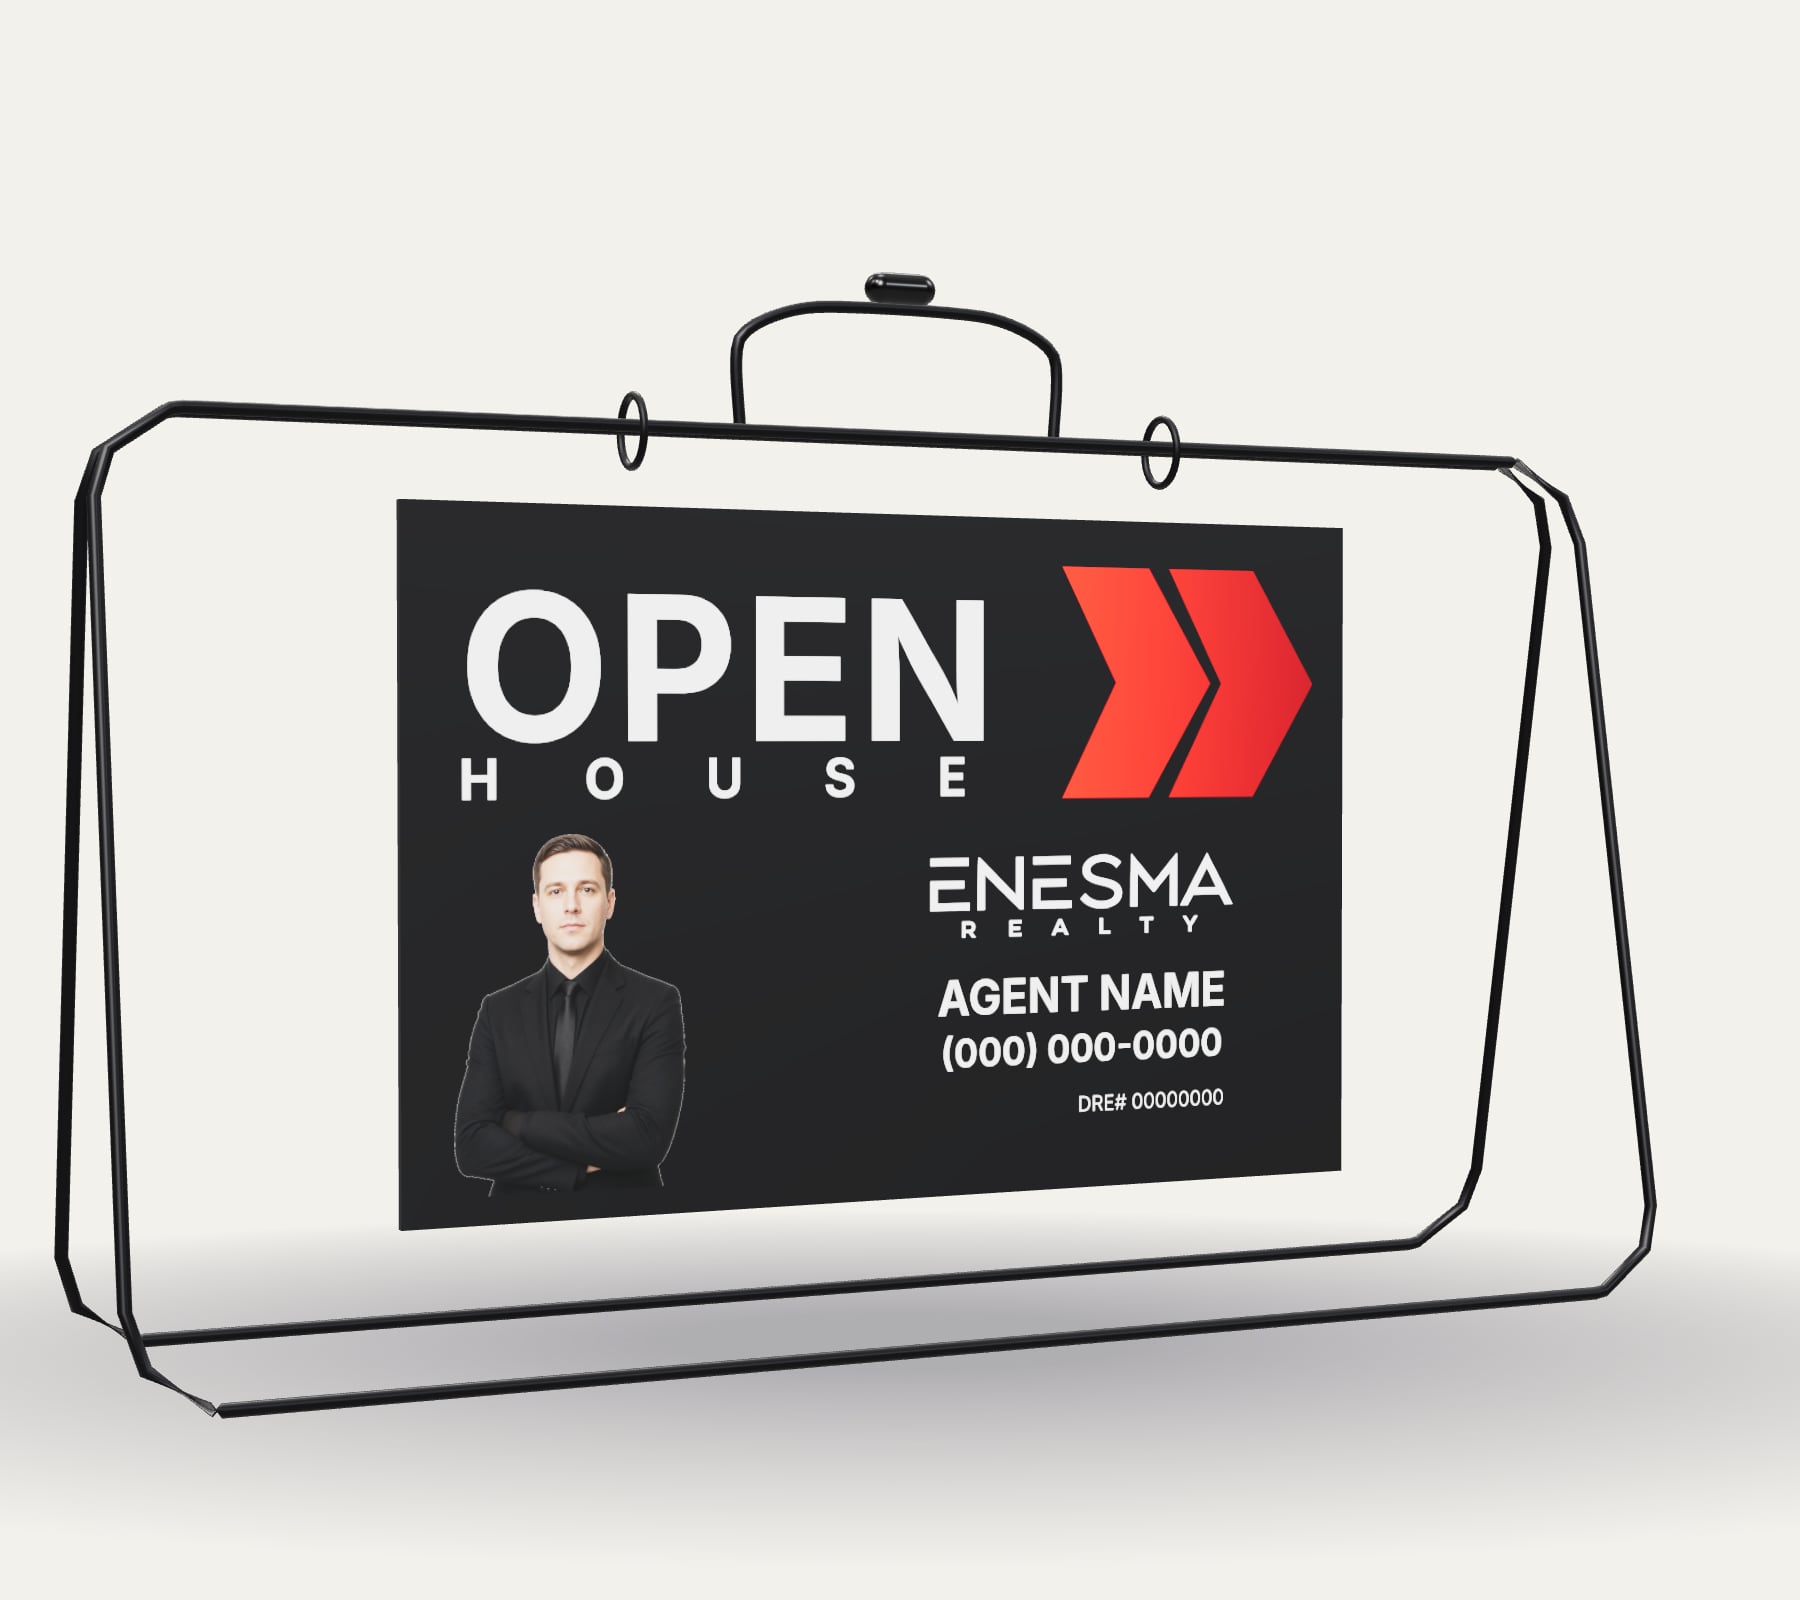 OPEN
HOUSE
ENESMA
REALTY
AGENT NAME
(000) 000-0000
DRE# 00000000